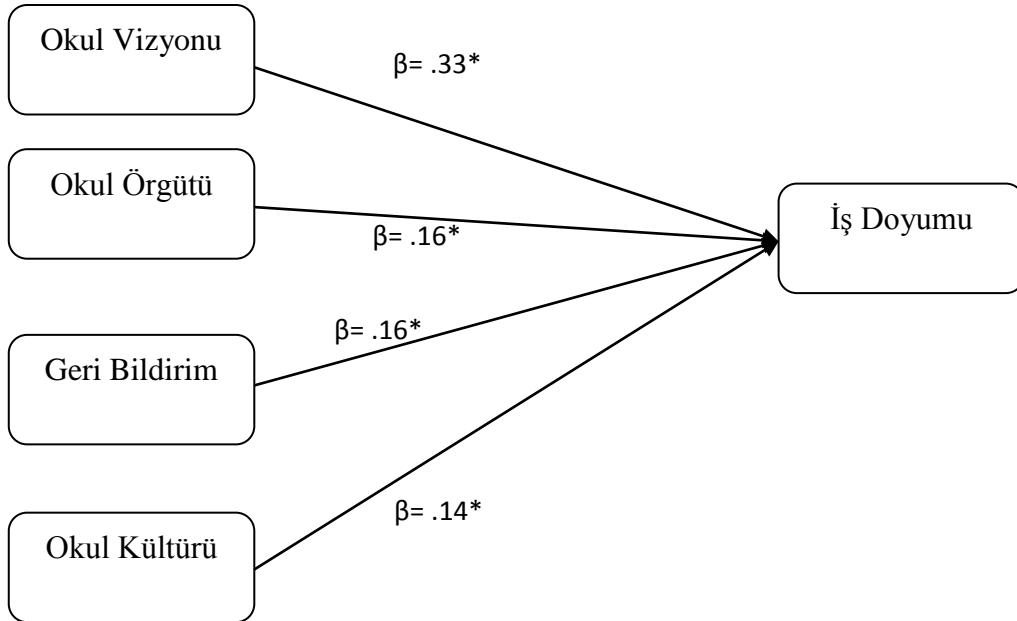 Okul Vizyonu
β= .33*
Okul Örgütü
β= .16*
İş Doyumu
Geri Bildirim
β= .16*
Okul Kültürü
β= .14*